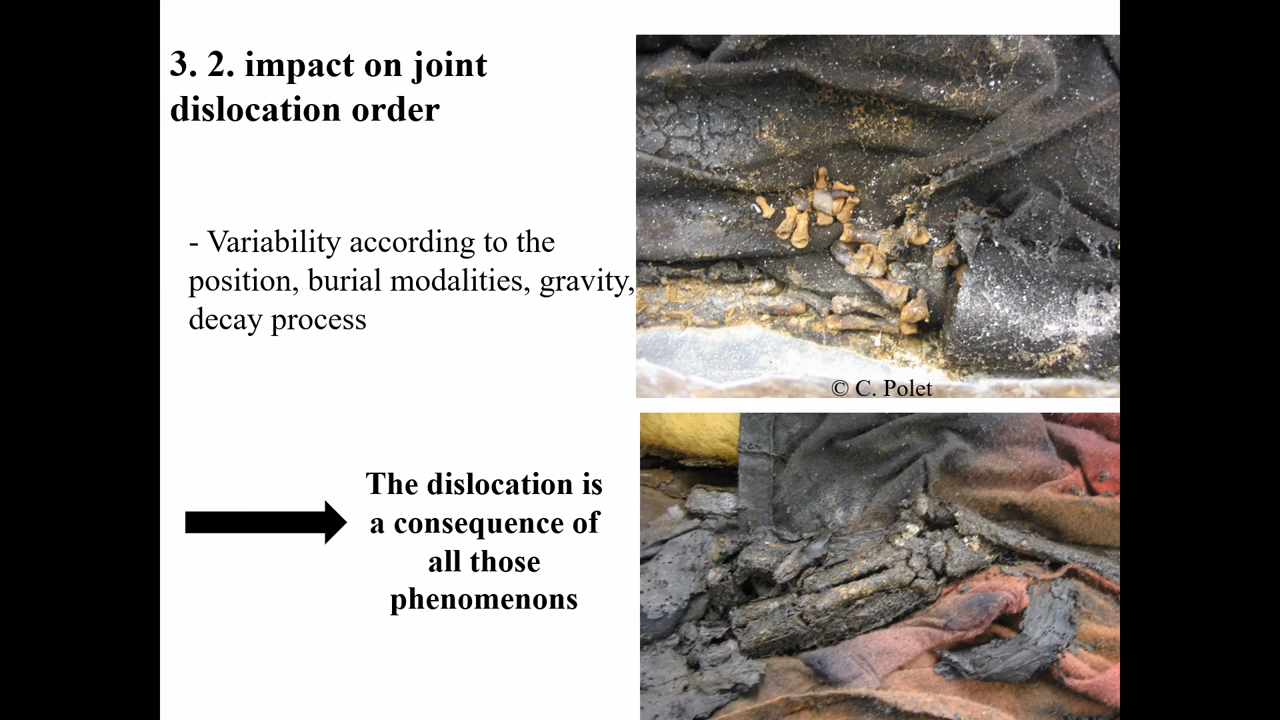 3. 2. impact on joint
dislocation order
- Variability according to the
position, burial modalities, gravity,
decay process
© C. Polet
The dislocation is
a consequence of
all those
phenomenons